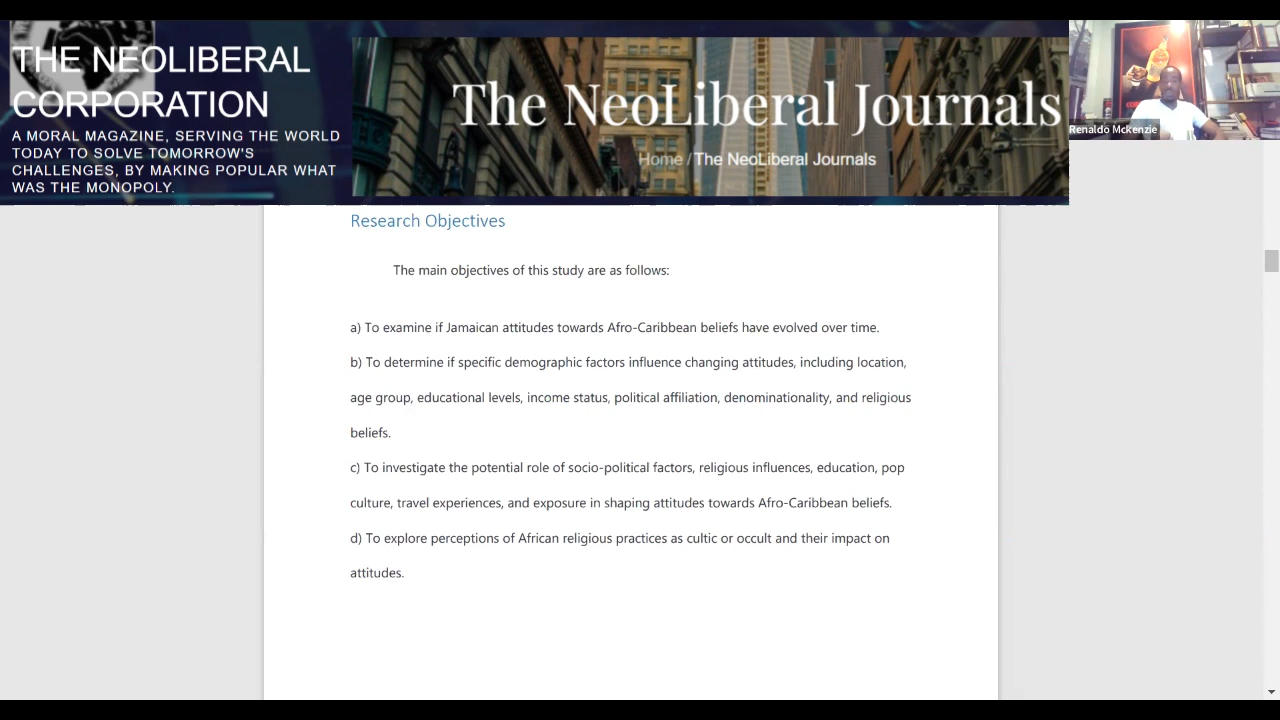 THE NEOLIBERAL
CORPORATION
A MORAL MAGAZINE, SERVING THE WORLD
TODAY TO SOLVE TOMORROW'S
CHALLENGES, BY MAKING POPULAR WHAT
WAS THE MONOPOLY.
The NeoLiberal Journals
Home / The NeoLiberal Journals
Renaldo Mckenzie
Research Objectives
The main objectives of this study are as follows:
a) To examine if Jamaican attitudes towards Afro-Caribbean beliefs have evolved over time.
b) To determine if specific demographic factors influence changing attitudes, including location,
age group, educational levels, income status, political affiliation, denominationality, and religious
beliefs.
c) To investigate the potential role of socio-political factors, religious influences, education, pop
culture, travel experiences, and exposure in shaping attitudes towards Afro-Caribbean beliefs.
d) To explore perceptions of African religious practices as cultic or occult and their impact on
attitudes.